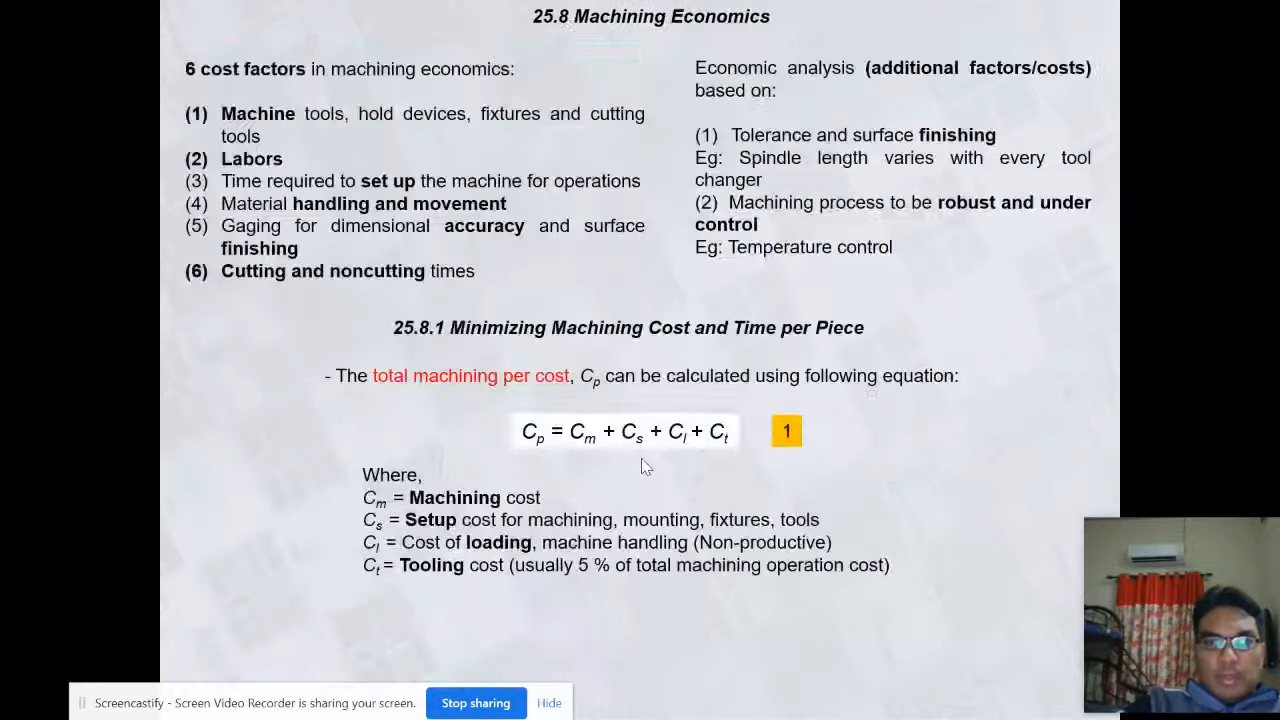 25.8 Machining Economics
6 cost factors in machining economics:
(1) Machine tools, hold devices, fixtures and cutting
tools
(2) Labors
(3) Time required to set up the machine for operations
(4) Material handling and movement
(5) Gaging for dimensional accuracy and surface
finishing
(6) Cutting and noncutting times
Economic analysis (additional factors/costs)
based on:
(1) Tolerance and surface finishing
Eg: Spindle length varies with every tool
changer
(2) Machining process to be robust and under
control
Eg: Temperature control
25.8.1 Minimizing Machining Cost and Time per Piece
- The total machining per cost, Cp can be calculated using following equation:
Cp = Cm + Cs + Cl + Ct
1
Where,
Cm = Machining cost
Cs = Setup cost for machining, mounting, fixtures, tools
Cl = Cost of loading, machine handling (Non-productive)
Ct = Tooling cost (usually 5 % of total machining operation cost)
Screencastify - Screen Video Recorder is sharing your screen.
Stop sharing
Hide